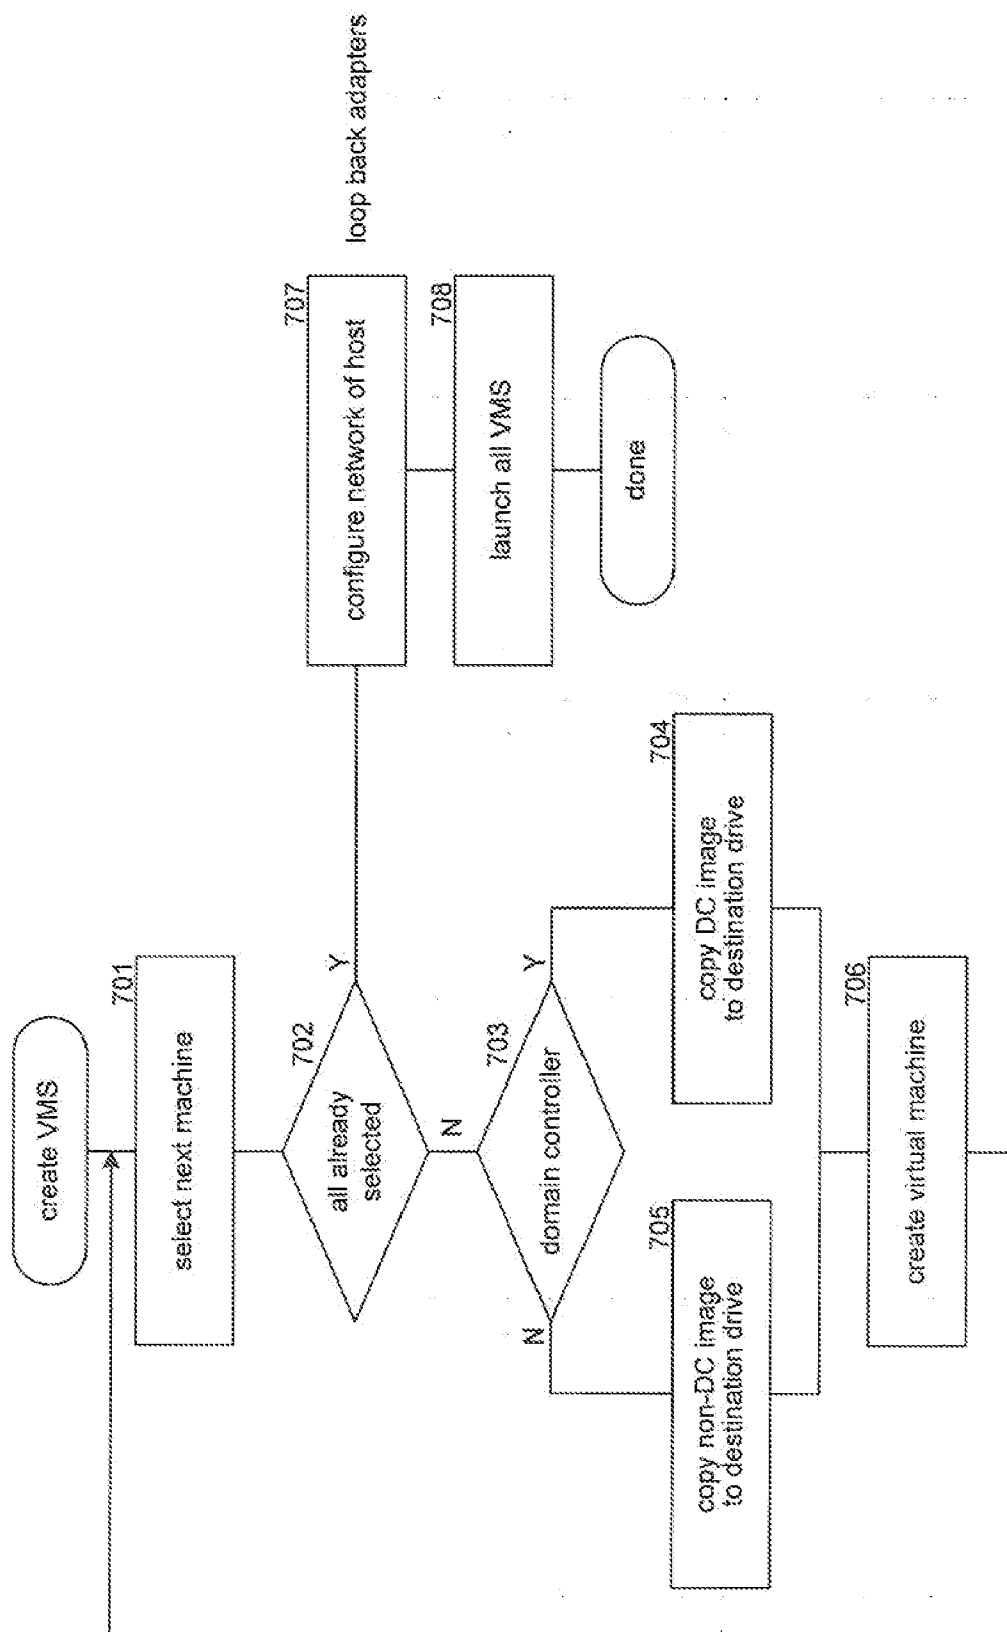 create VMS
701
select next machine
702
all already
selected
Y
N
707
configure network of host
loop back adapters
708
launch all VMS
done
703
domain controller
N
Y
705
copy non-DC image
to destination drive
704
copy DC image
to destination drive
706
create virtual machine